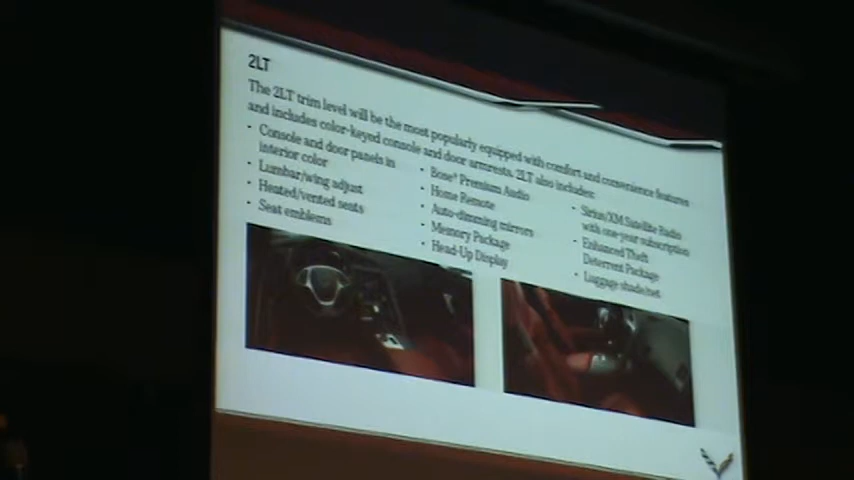 2LT
The 2LT trim level will be the most popularly equipped with comfort and convenience features
and includes color-keyed console and door armrests. 2LT also includes:
• Console and door panels in
interior color
• Lumbar/wing adjust
• Heated/vented seats
• Seat emblems
• Bose® Premium Audio
• Home Remote
• Auto-dimming mirrors
• Memory Package
• Head-Up Display
• Sirius/XM Satellite Radio
with one-year subscription
• Enhanced Theft
Deterrent Package
• Luggage shade/net